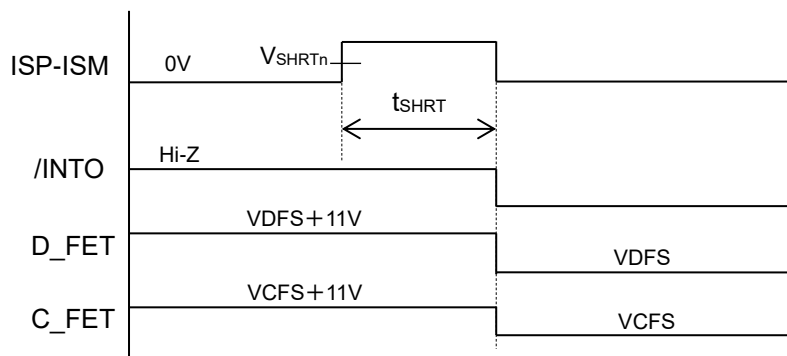 ISP-ISM
0V
VSHRTn
tSHRT
/INTO
Hi-Z
D_FET
VDFS＋11V
VDFS
C_FET
VCFS＋11V
VCFS